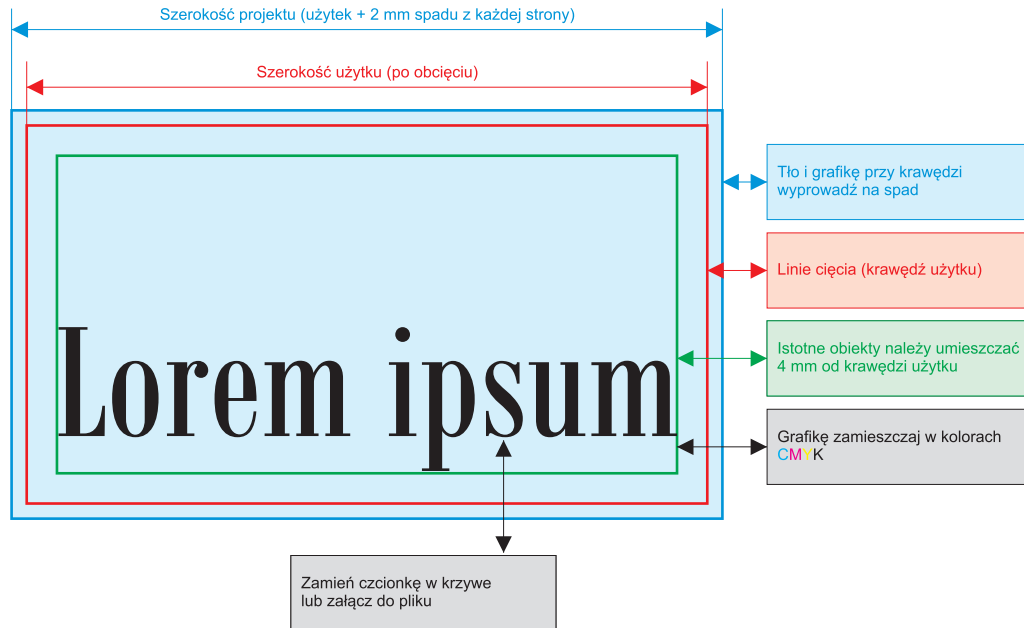 Szerokość projektu (użytek + 2 mm spadu z każdej strony)
Szerokość użytku (po obcięciu)
Tło i grafikę przy krawędzi
wyprowadź na spad
Linie cięcia (krawędź użytku)
Istotne obiekty należy umieszczać
4 mm od krawędzi użytku
Grafikę zamieszczaj w kolorach
CMYK
Lorem ipsum
Zamień czcionkę w krzywe
lub załącz do pliku